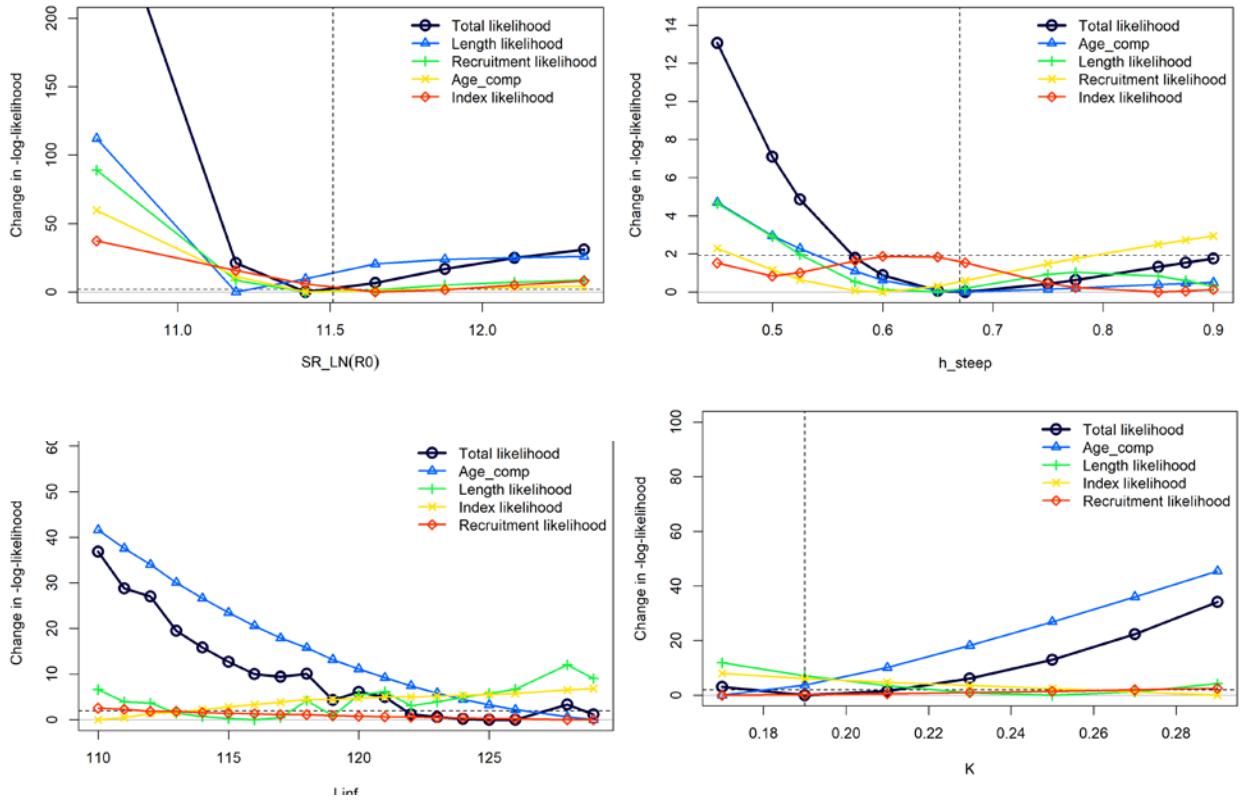 Change in -log-likelihood
200
150
100
50
0
Total likelihood
Length likelihood
Recruitment likelihood
Age_comp
Index likelihood
11.0 11.5 12.0
SR_LN(R0)
Change in -log-likelihood
14
12
10
8
6
4
2
0
Total likelihood
Age_comp
Length likelihood
Recruitment likelihood
Index likelihood
0.5 0.6 0.7 0.8 0.9
h_steep
Change in -log-likelihood
50
40
30
20
10
0
Total likelihood
Age_comp
Length likelihood
Index likelihood
Recruitment likelihood
110 115 120 125
Linf
Change in -log-likelihood
100
80
60
40
20
0
Total likelihood
Age_comp
Length likelihood
Index likelihood
Recruitment likelihood
0.18 0.20 0.22 0.24 0.26 0.28
K